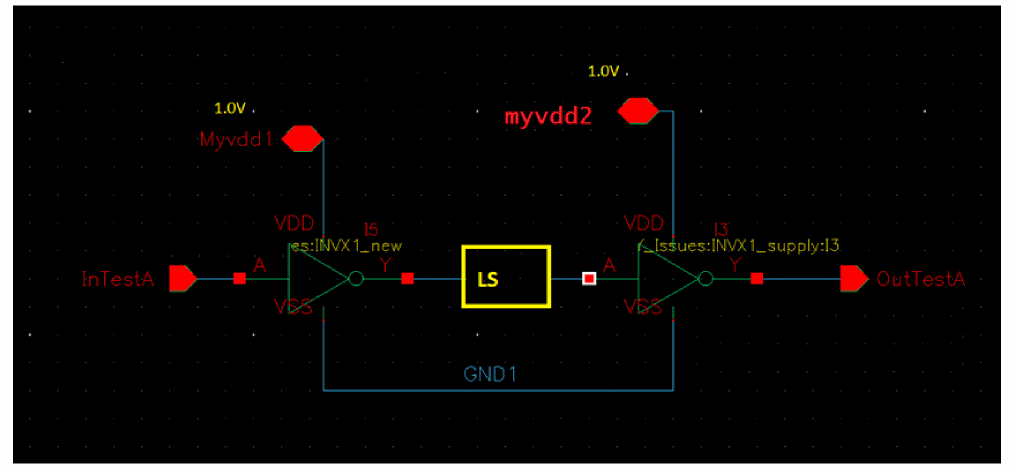 1.0V
1.0V
myvdd2
Myvdd1
VDD
I5
VDD
I3
es:INVX1_new
(_Issues:INVX1_supply:I3
InTestA
A
Y
LS
A
Y
OutTestA
VSS
VSS
GND1